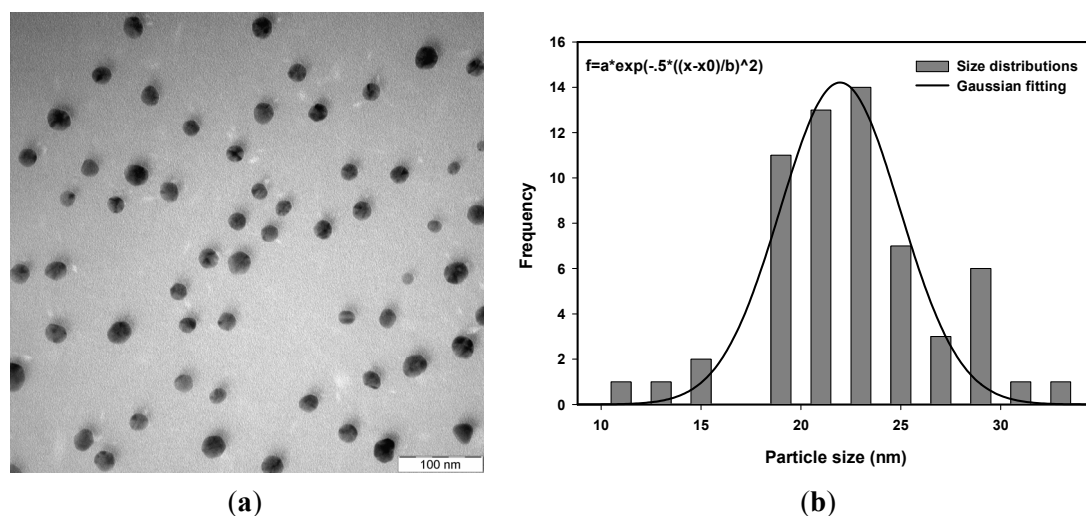 100 nm
(a)
f=a*exp(-.5*((x-x0)/b)^2)
Size distributions
Gaussian fitting
16
14
12
10
8
6
4
2
0
Frequency
10
15
20
25
30
Particle size (nm)
(b)